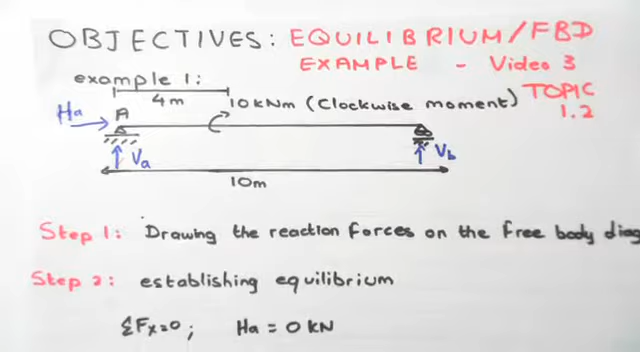 OBJECTIVES: EQUILIBRIUM/FBD
EXAMPLE - Video 3
TOPIC
1.2
example 1:
4m
10kNm (Clockwise moment)
Ha
A
Va
Vb
10m
Step 1: Drawing the reaction forces on the free body diag
Step 2: establishing equilibrium
ΣFx=0; Ha = 0 kN